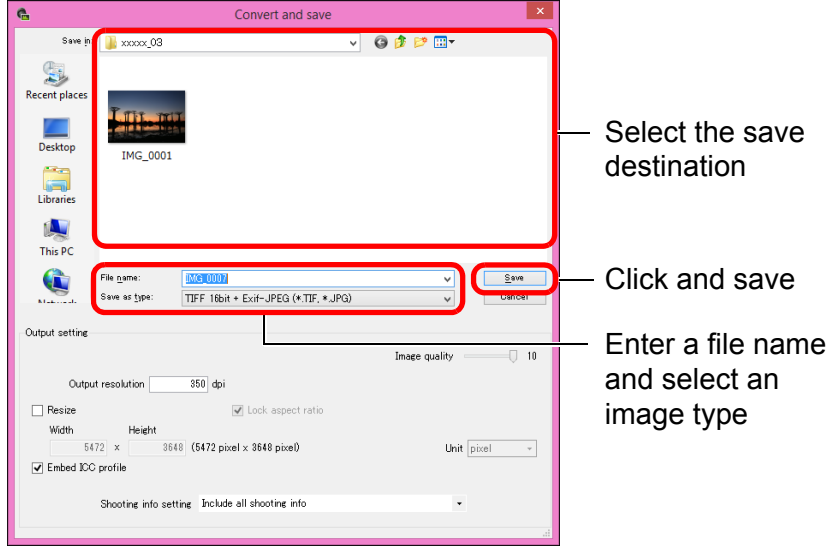 Convert and save
Save in:
xxxxx_03
Recent places
Desktop
Libraries
This PC
IMG_0001
File name:
IMG_0007
Save
Save as type:
TIFF 16bit + Exif-JPEG (*.TIF, *.JPG)
Cancel
Network
Output setting
Image quality
10
Output resolution
350
dpi
Resize
Lock aspect ratio
Width
Height
5472
x
3648
(5472 pixel x 3648 pixel)
Unit
pixel
Embed ICC profile
Shooting info setting
Include all shooting info
Select the save
destination
Click and save
Enter a file name
and select an
image type